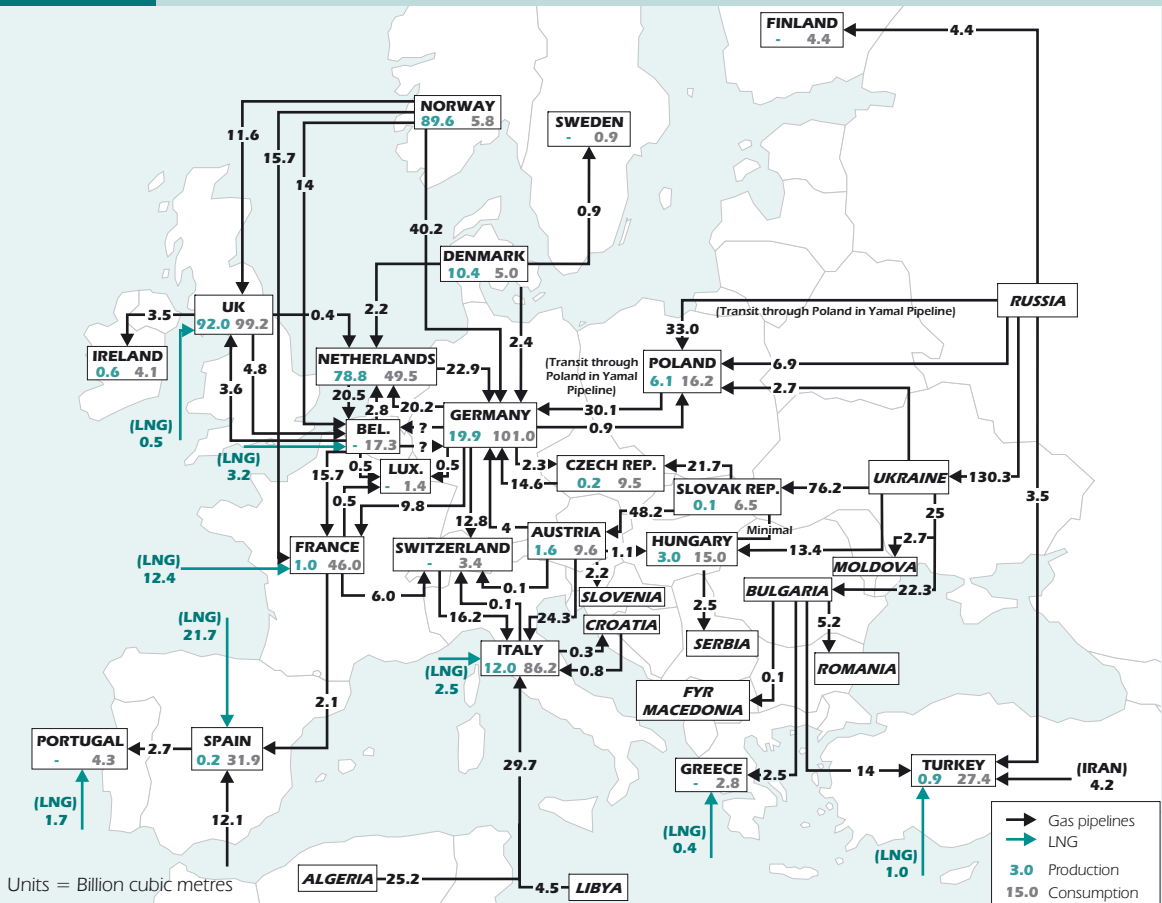 FINLAND
- 4.4
4.4
NORWAY
89.6 5.8
SWEDEN
- 0.9
11.6
15.7
14
0.9
40.2
DENMARK
10.4 5.0
RUSSIA
(Transit through Poland in Yamal Pipeline)
UK
92.0 99.2
3.5
0.4
2.2
2.4
33.0
IRELAND
0.6 4.1
4.8
3.6
NETHERLANDS
78.8 49.5
22.9
(Transit through
Poland in Yamal
Pipeline)
POLAND
6.1 16.2
6.9
2.7
20.5
2.8
20.2
GERMANY
19.9 101.0
30.1
0.9
(LNG)
0.5
BEL.
- 17.3
?
?
(LNG)
3.2
15.7
0.5
LUX.
- 1.4
0.5
0.5
9.8
2.3
14.6
CZECH REP.
0.2 9.5
21.7
SLOVAK REP.
0.1 6.5
76.2
UKRAINE
130.3
3.5
25
12.8
4
48.2
Minimal
FRANCE
1.0 46.0
SWITZERLAND
- 3.4
AUSTRIA
1.6 9.6
1.1
HUNGARY
3.0 15.0
13.4
2.7
MOLDOVA
(LNG)
12.4
6.0
0.1
2.2
SLOVENIA
BULGARIA
22.3
0.1
16.2
24.3
CROATIA
2.5
5.2
SERBIA
ROMANIA
(LNG)
21.7
ITALY
12.0 86.2
0.3
0.8
(LNG)
2.5
0.1
FYR
MACEDONIA
2.1
PORTUGAL
- 4.3
2.7
SPAIN
0.2 31.9
29.7
GREECE
- 2.8
2.5
14
TURKEY
0.9 27.4
(IRAN)
4.2
(LNG)
1.7
12.1
(LNG)
0.4
(LNG)
1.0
Gas pipelines
LNG
3.0 Production
15.0 Consumption
Units = Billion cubic metres
ALGERIA
25.2
4.5
LIBYA